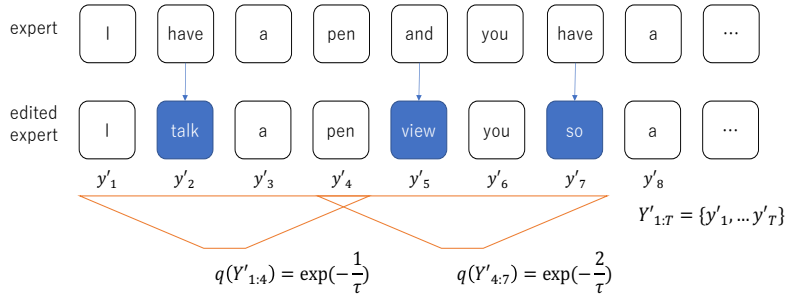 expert I have a pen and you have a ⋯
edited expert I talk a pen view you so a ⋯
y′₁ y′₂ y′₃ y′₄ y′₅ y′₆ y′₇ y′₈
Y′₁:T = {y′₁, … y′T}
q(Y′₁:₄) = exp(−1/τ) q(Y′₄:₇) = exp(−2/τ)